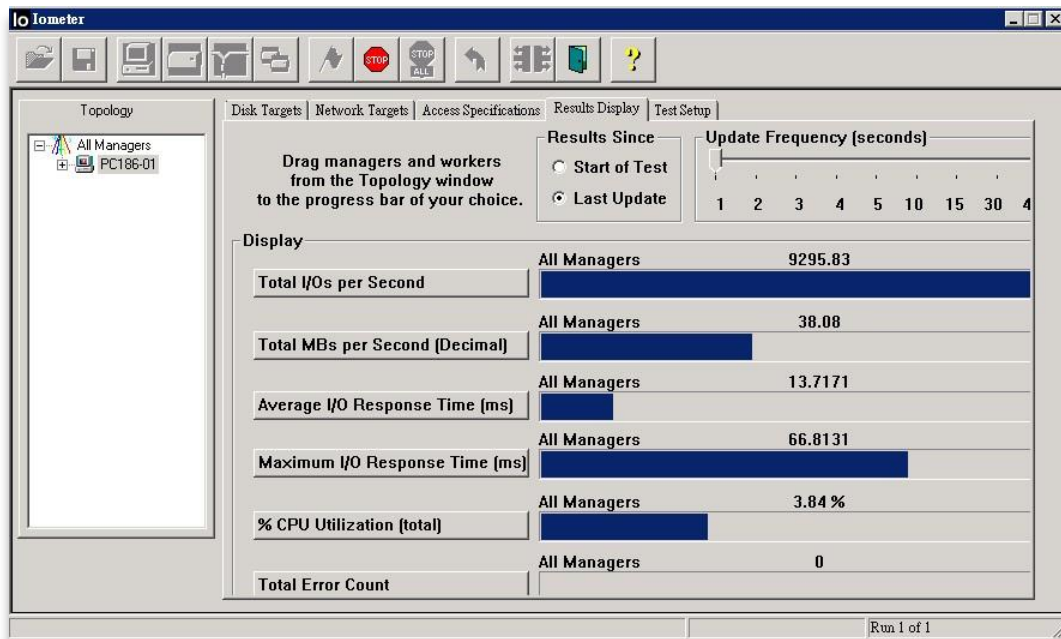 Io Iometer
STOP
STOP
ALL
Topology
All Managers
PC186-01
Disk Targets
Network Targets
Access Specifications
Results Display
Test Setup
Drag managers and workers
from the Topology window
to the progress bar of your choice.
Results Since
Start of Test
Last Update
Update Frequency (seconds)
1 2 3 4 5 10 15 30 4
Display
All Managers 9295.83
Total I/Os per Second
All Managers 38.08
Total MBs per Second (Decimal)
All Managers 13.7171
Average I/O Response Time (ms)
All Managers 66.8131
Maximum I/O Response Time (ms)
All Managers 3.84 %
% CPU Utilization (total)
All Managers 0
Total Error Count
Run 1 of 1